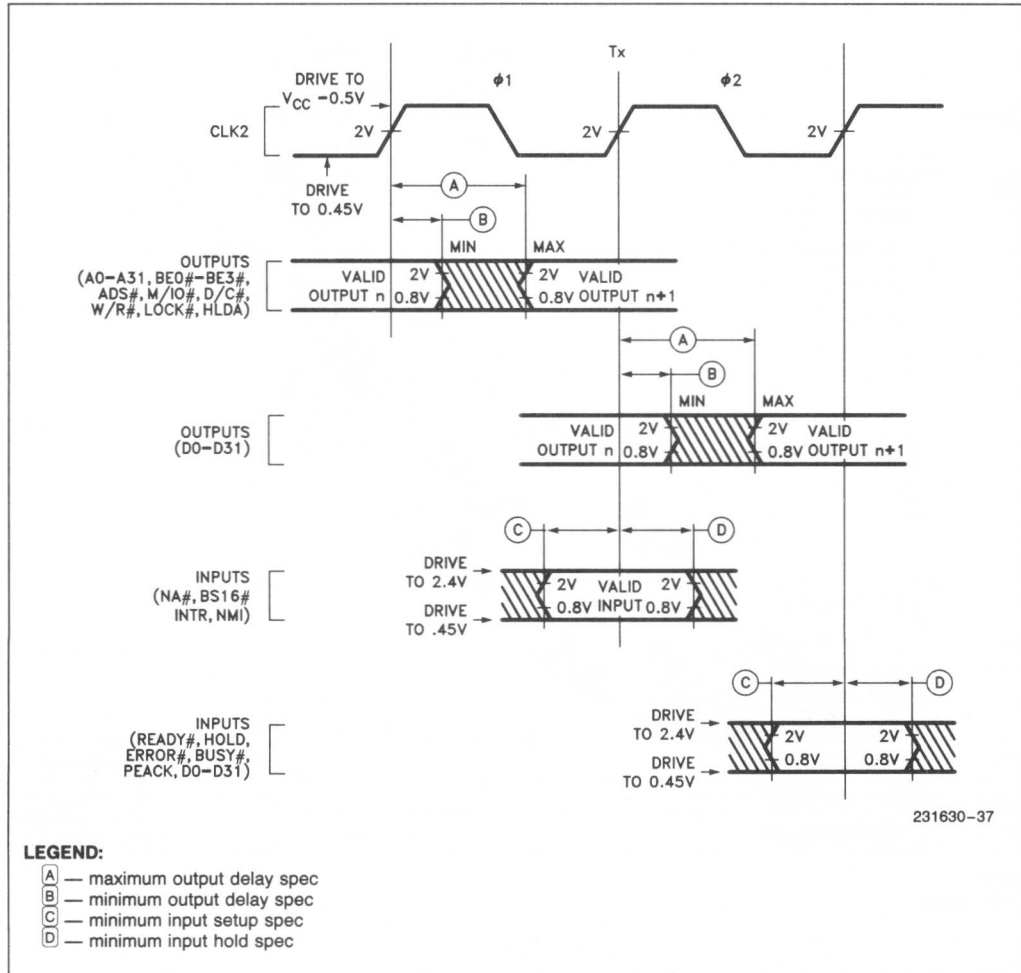 Tx
DRIVE TO
VCC -0.5V
ϕ1
ϕ2
CLK2
2V
2V
2V
DRIVE
TO 0.45V
A
B
MIN
MAX
OUTPUTS
(A0-A31, BE0#-BE3#,
ADS#, M/IO#, D/C#,
W/R#, LOCK#, HLDA)
VALID
OUTPUT n
2V
0.8V
2V
0.8V
VALID
OUTPUT n+1
A
B
MIN
MAX
OUTPUTS
(D0-D31)
VALID
OUTPUT n
2V
0.8V
2V
0.8V
VALID
OUTPUT n+1
C
D
INPUTS
(NA#, BS16#
INTR, NMI)
DRIVE
TO 2.4V
DRIVE
TO .45V
2V
0.8V
VALID
INPUT
2V
0.8V
C
D
INPUTS
(READY#, HOLD,
ERROR#, BUSY#,
PEACK, D0-D31)
DRIVE
TO 2.4V
DRIVE
TO 0.45V
2V
0.8V
2V
0.8V
231630-37
LEGEND:
A — maximum output delay spec
B — minimum output delay spec
C — minimum input setup spec
D — minimum input hold spec